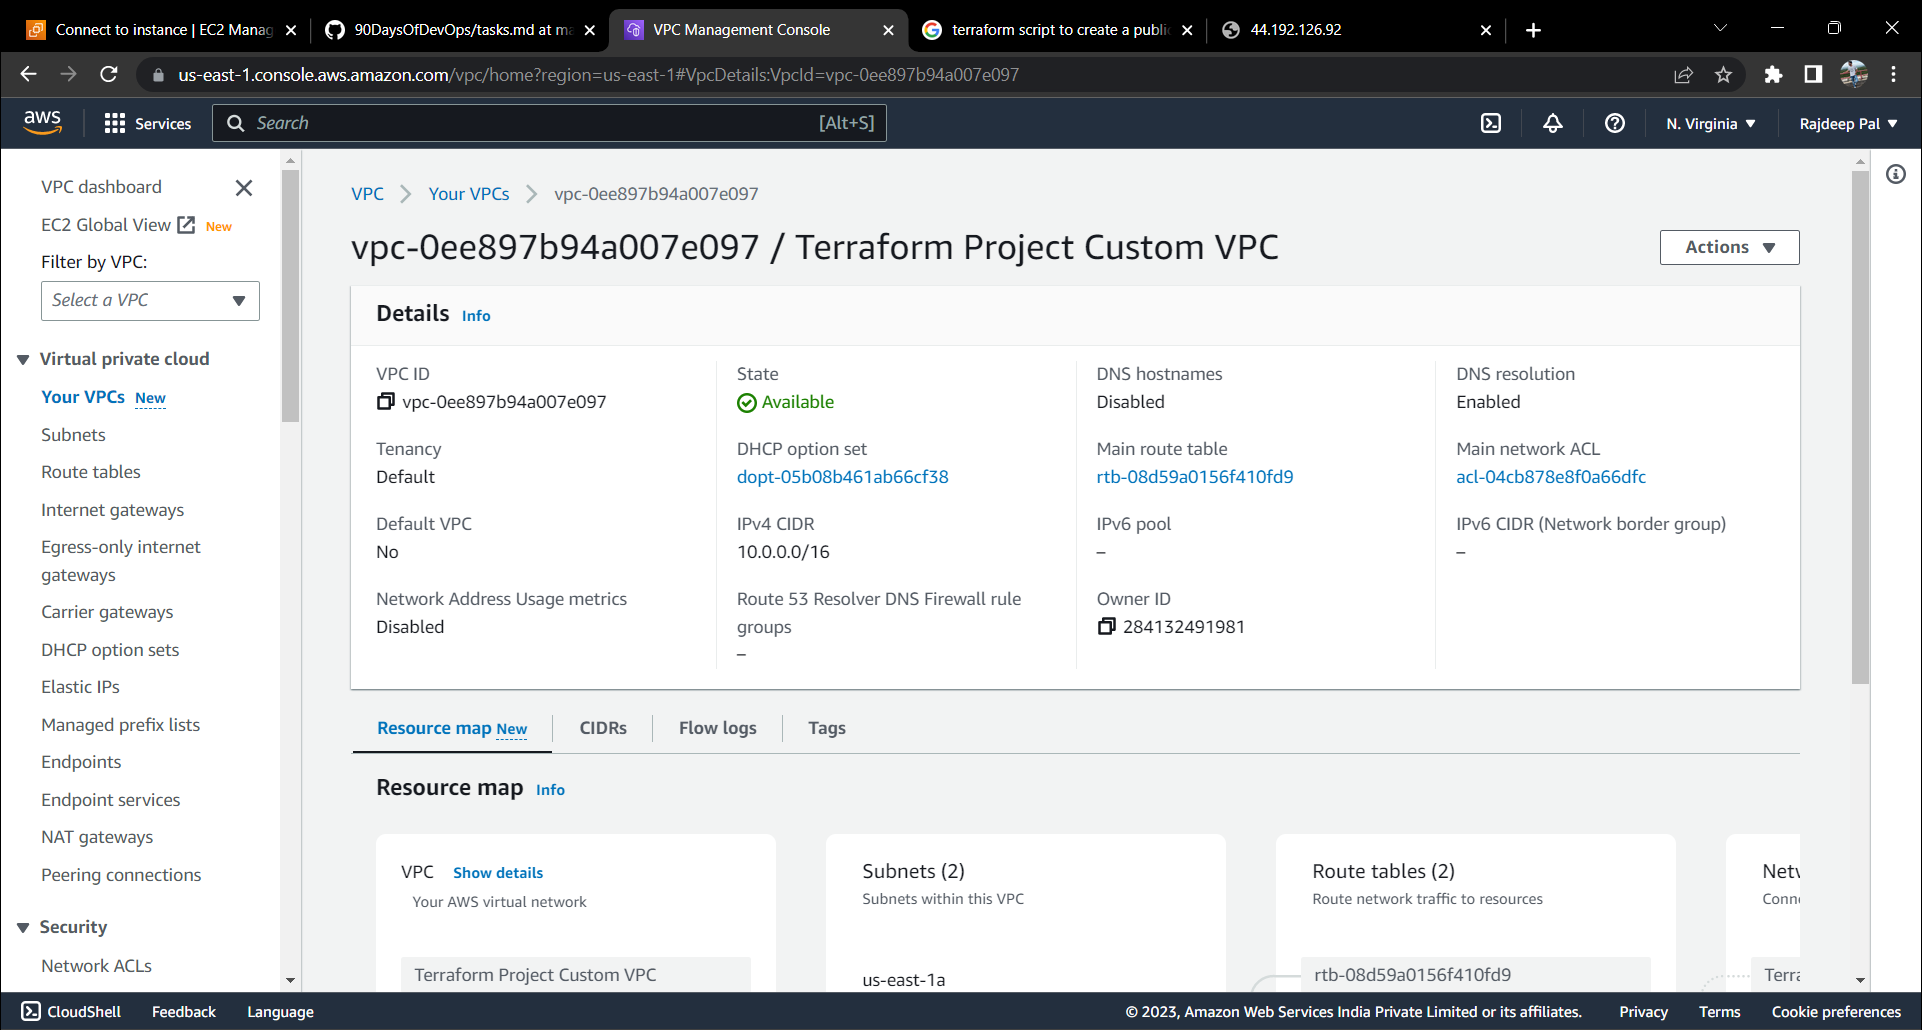 Connect to instance | EC2 Manag
90DaysOfDevOps/tasks.md at ma
VPC Management Console
terraform script to create a public
44.192.126.92
us-east-1.console.aws.amazon.com/vpc/home?region=us-east-1#VpcDetails:VpcId=vpc-0ee897b94a007e097
aws
Services
Search
[Alt+S]
N. Virginia
Rajdeep Pal
VPC dashboard
EC2 Global View New
Filter by VPC:
Select a VPC
Virtual private cloud
Your VPCs New
Subnets
Route tables
Internet gateways
Egress-only internet
gateways
Carrier gateways
DHCP option sets
Elastic IPs
Managed prefix lists
Endpoints
Endpoint services
NAT gateways
Peering connections
Security
Network ACLs
VPC
Your VPCs
vpc-0ee897b94a007e097
vpc-0ee897b94a007e097 / Terraform Project Custom VPC
Actions
Details Info
VPC ID
vpc-0ee897b94a007e097
State
Available
DNS hostnames
Disabled
DNS resolution
Enabled
Tenancy
Default
DHCP option set
dopt-05b08b461ab66cf38
Main route table
rtb-08d59a0156f410fd9
Main network ACL
acl-04cb878e8f0a66dfc
Default VPC
No
IPv4 CIDR
10.0.0.0/16
IPv6 pool
–
IPv6 CIDR (Network border group)
–
Network Address Usage metrics
Disabled
Route 53 Resolver DNS Firewall rule
groups
–
Owner ID
284132491981
Resource map New
CIDRs
Flow logs
Tags
Resource map Info
VPC Show details
Your AWS virtual network
Terraform Project Custom VPC
Subnets (2)
Subnets within this VPC
us-east-1a
Route tables (2)
Route network traffic to resources
rtb-08d59a0156f410fd9
Netw
Conne
Terra
CloudShell
Feedback
Language
© 2023, Amazon Web Services India Private Limited or its affiliates.
Privacy
Terms
Cookie preferences